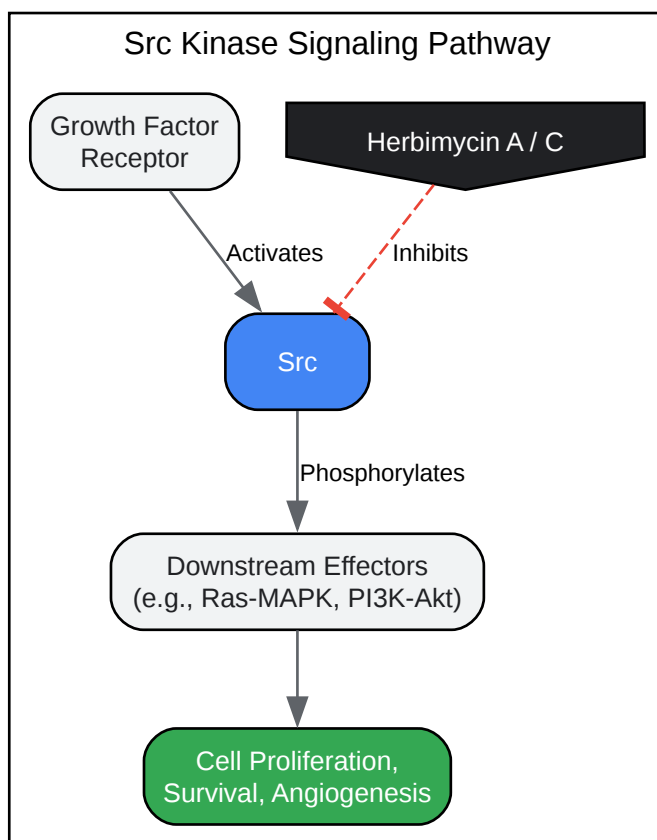 Src Kinase Signaling Pathway
Growth Factor
Receptor
Herbimycin A / C
Activates
Inhibits
Src
Phosphorylates
Downstream Effectors
(e.g., Ras-MAPK, PI3K-Akt)
Cell Proliferation,
Survival, Angiogenesis